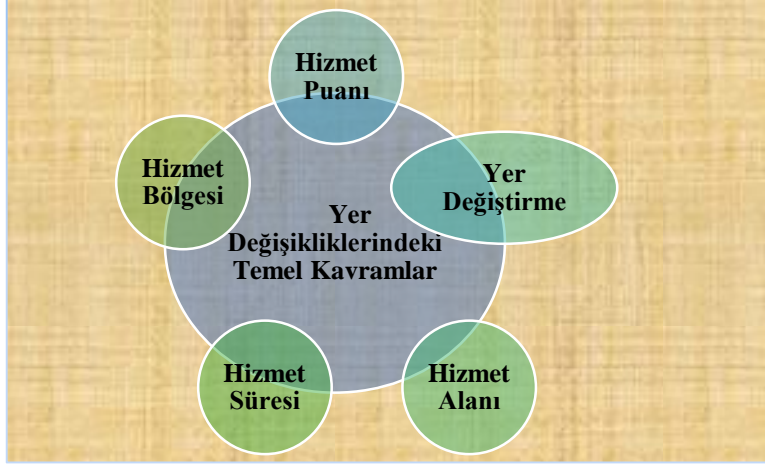 Hizmet
Puanı
Yer
Değiştirme
Hizmet
Bölgesi
Yer
Değişikliklerindeki
Temel Kavramlar
Hizmet
Süresi
Hizmet
Alanı